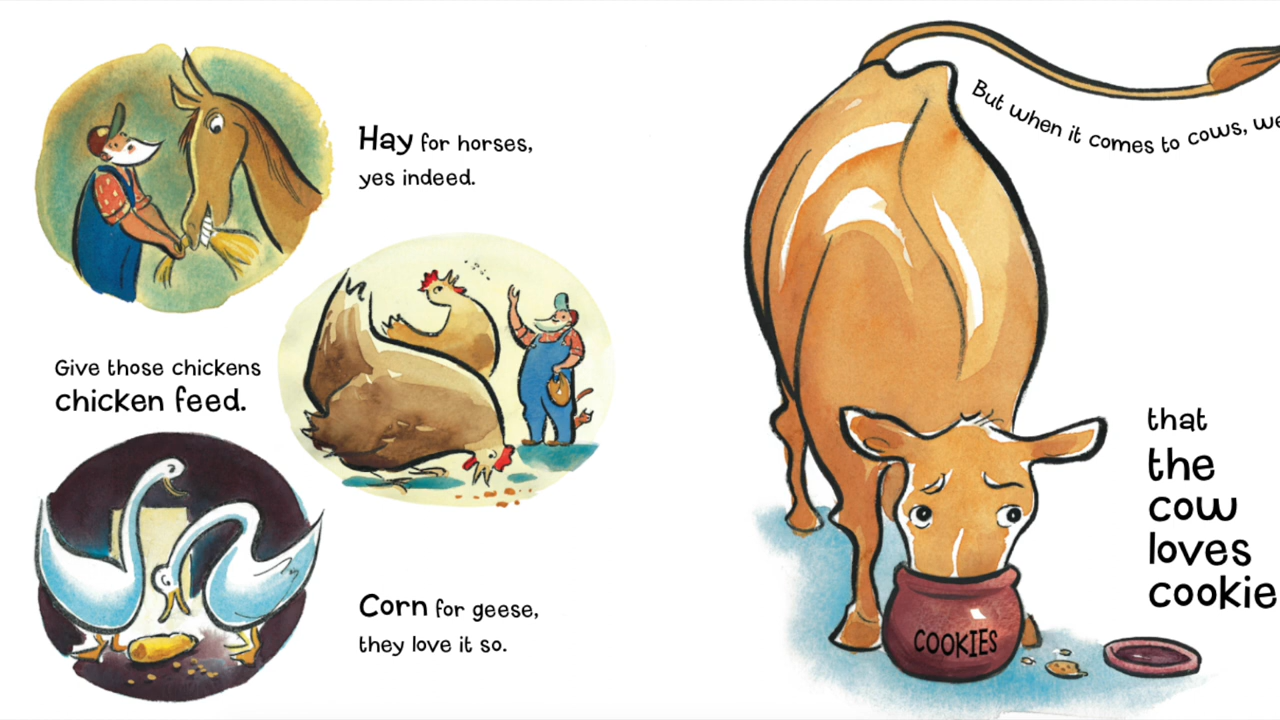 Hay for horses,
yes indeed.
Give those chickens
chicken feed.
Corn for geese,
they love it so.
But when it comes to cows, we
that
the
cow
loves
cookie
COOKIES